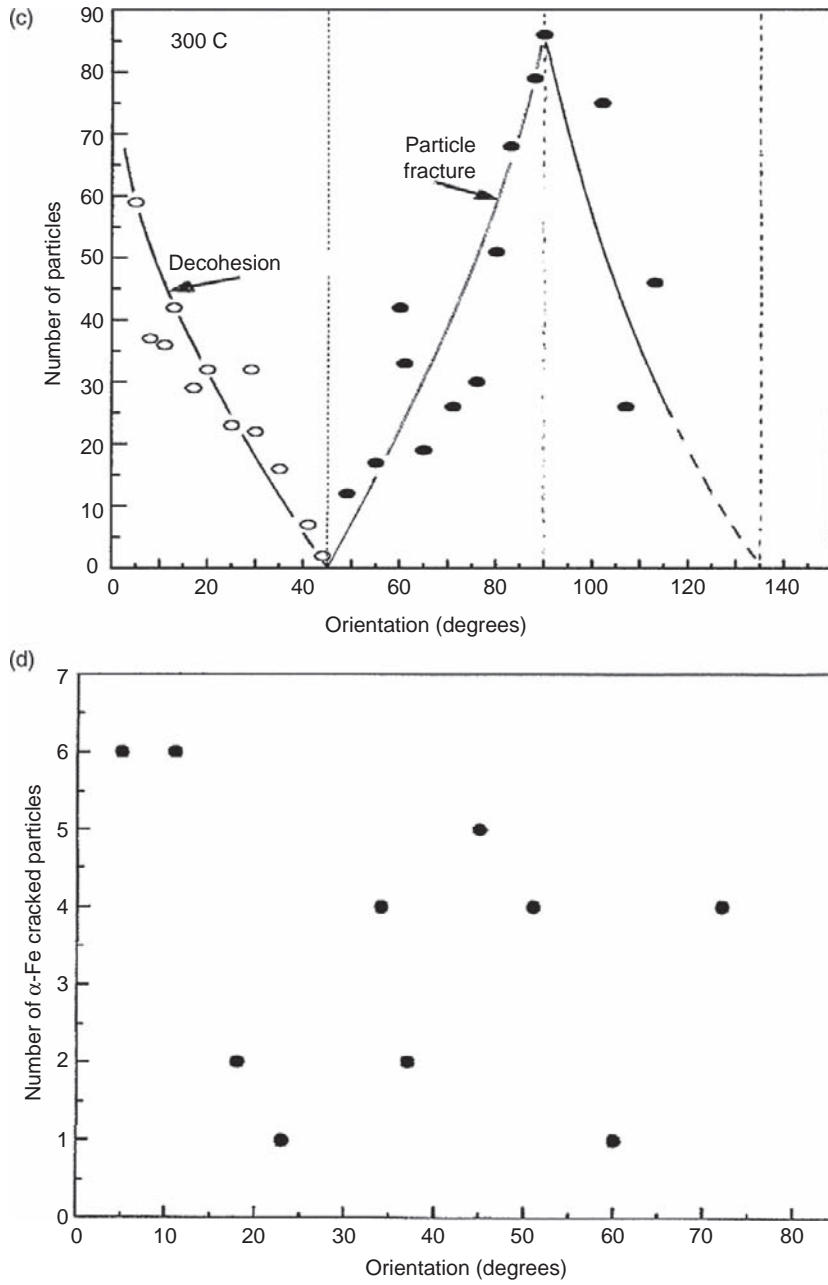 (c)
90
80
70
60
50
40
30
20
10
0
300 C
Particle
fracture
Decohesion
Number of particles
0 20 40 60 80 100 120 140
Orientation (degrees)
(d)
7
6
5
4
3
2
1
0
Number of α-Fe cracked particles
0 10 20 30 40 50 60 70 80
Orientation (degrees)